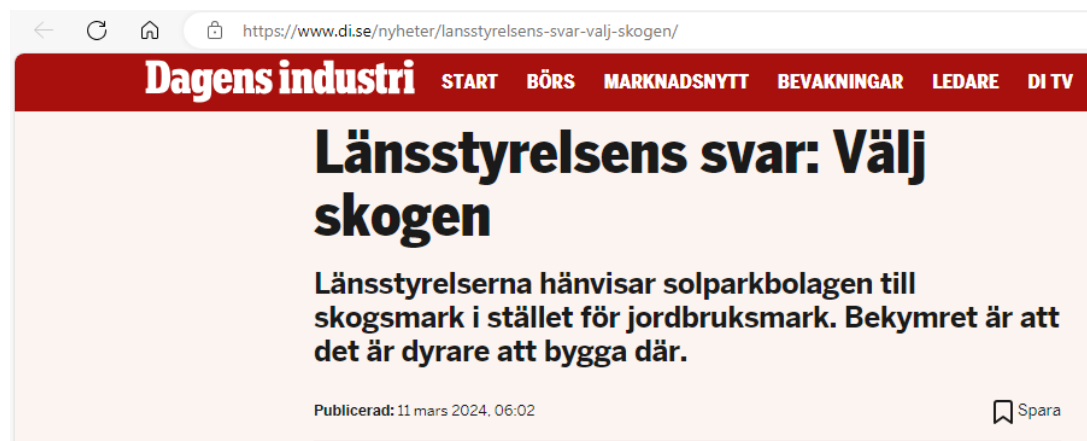 https://www.di.se/nyheter/lansstyrelsens-svar-valj-skogen/
Dagens industri START BÖRS MARKNADSNYTT BEVAKNINGAR LEDARE DI TV
Länsstyrelsens svar: Välj
skogen
Länsstyrelserna hänvisar solparkbolagen till
skogsmark i stället för jordbruksmark. Bekymret är att
det är dyrare att bygga där.
Publicerad: 11 mars 2024, 06:02 Spara